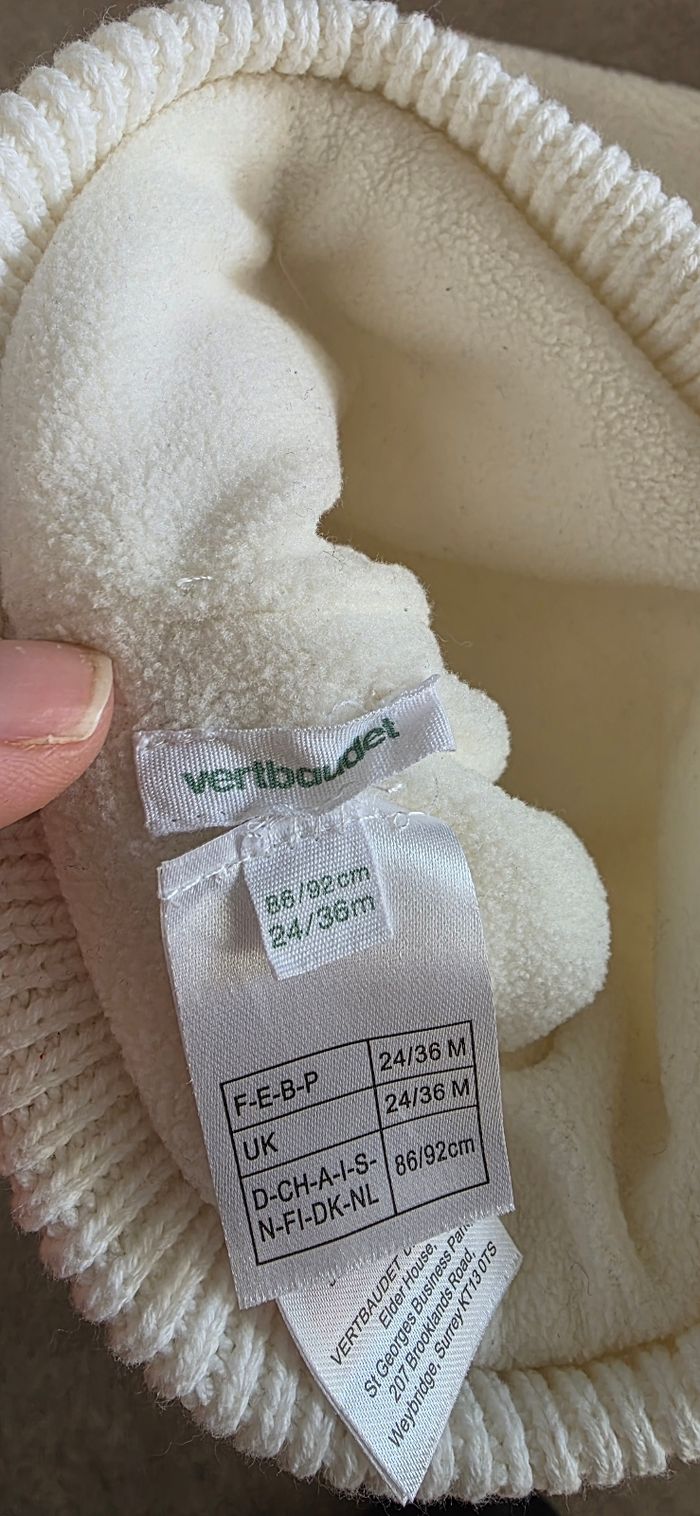 vertbaudet
86/92cm
24/36m
F-E-B-P 24/36 M
UK 24/36 M
D-CH-A-I-S-
N-FI-DK-NL 86/92cm
VERTBAUDET
Elder House,
St Georges Business Park,
207 Brooklands Road,
Weybridge, Surrey KT13 0TS